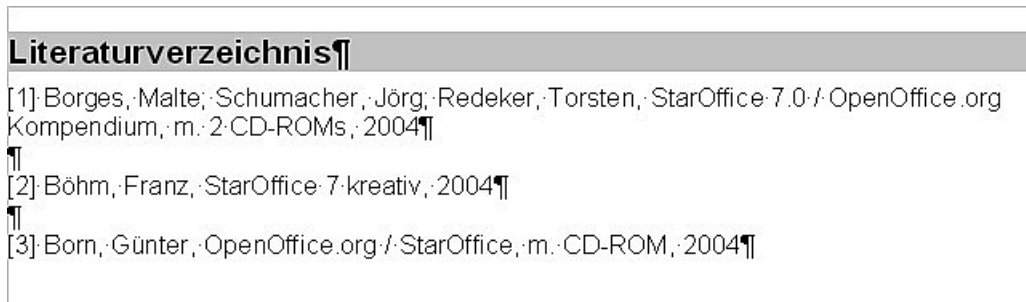 Literaturverzeichnis¶
[1]·Borges,·Malte;·Schumacher,·Jörg;·Redeker,·Torsten,·StarOffice·7.0·/·OpenOffice.org
Kompendium,·m.·2·CD-ROMs,·2004¶
¶
[2]·Böhm,·Franz,·StarOffice·7·kreativ,·2004¶
¶
[3]·Born,·Günter,·OpenOffice.org·/·StarOffice,·m.·CD-ROM,·2004¶